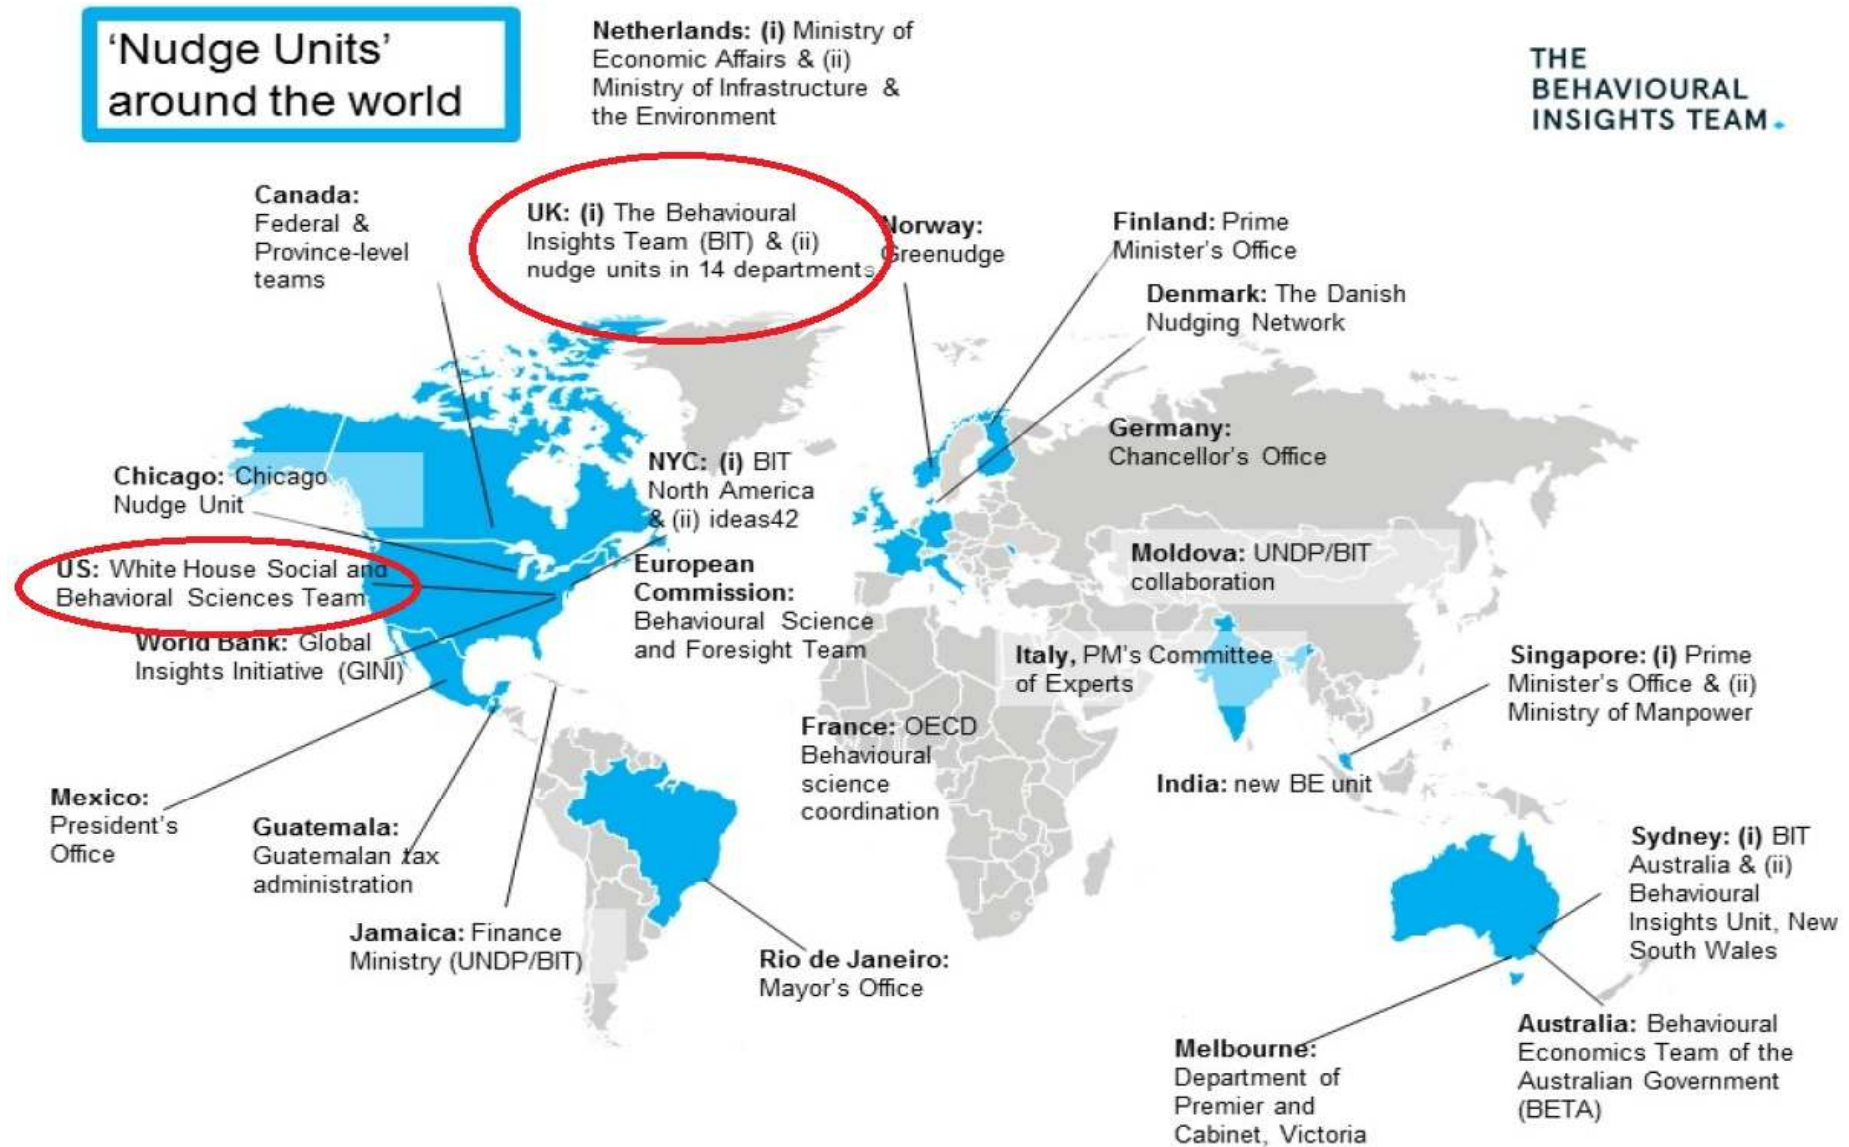 ‘Nudge Units’
around the world
Netherlands: (i) Ministry of
Economic Affairs & (ii)
Ministry of Infrastructure &
the Environment
THE
BEHAVIOURAL
INSIGHTS TEAM
Canada:
Federal &
Province-level
teams
UK: (i) The Behavioural
Insights Team (BIT) & (ii)
nudge units in 14 departments
Norway:
Greenudge
Finland: Prime
Minister’s Office
Denmark: The Danish
Nudging Network
Germany:
Chancellor’s Office
Chicago: Chicago
Nudge Unit
NYC: (i) BIT
North America
& (ii) ideas42
US: White House Social and
Behavioral Sciences Team
European
Commission:
Behavioural Science
and Foresight Team
Moldova: UNDP/BIT
collaboration
World Bank: Global
Insights Initiative (GINI)
Italy, PM’s Committee
of Experts
Singapore: (i) Prime
Minister’s Office & (ii)
Ministry of Manpower
France: OECD
Behavioural
science
coordination
India: new BE unit
Mexico:
President’s
Office
Guatemala:
Guatemalan tax
administration
Jamaica: Finance
Ministry (UNDP/BIT)
Rio de Janeiro:
Mayor’s Office
Sydney: (i) BIT
Australia & (ii)
Behavioural
Insights Unit, New
South Wales
Melbourne:
Department of
Premier and
Cabinet, Victoria
Australia: Behavioural
Economics Team of the
Australian Government
(BETA)